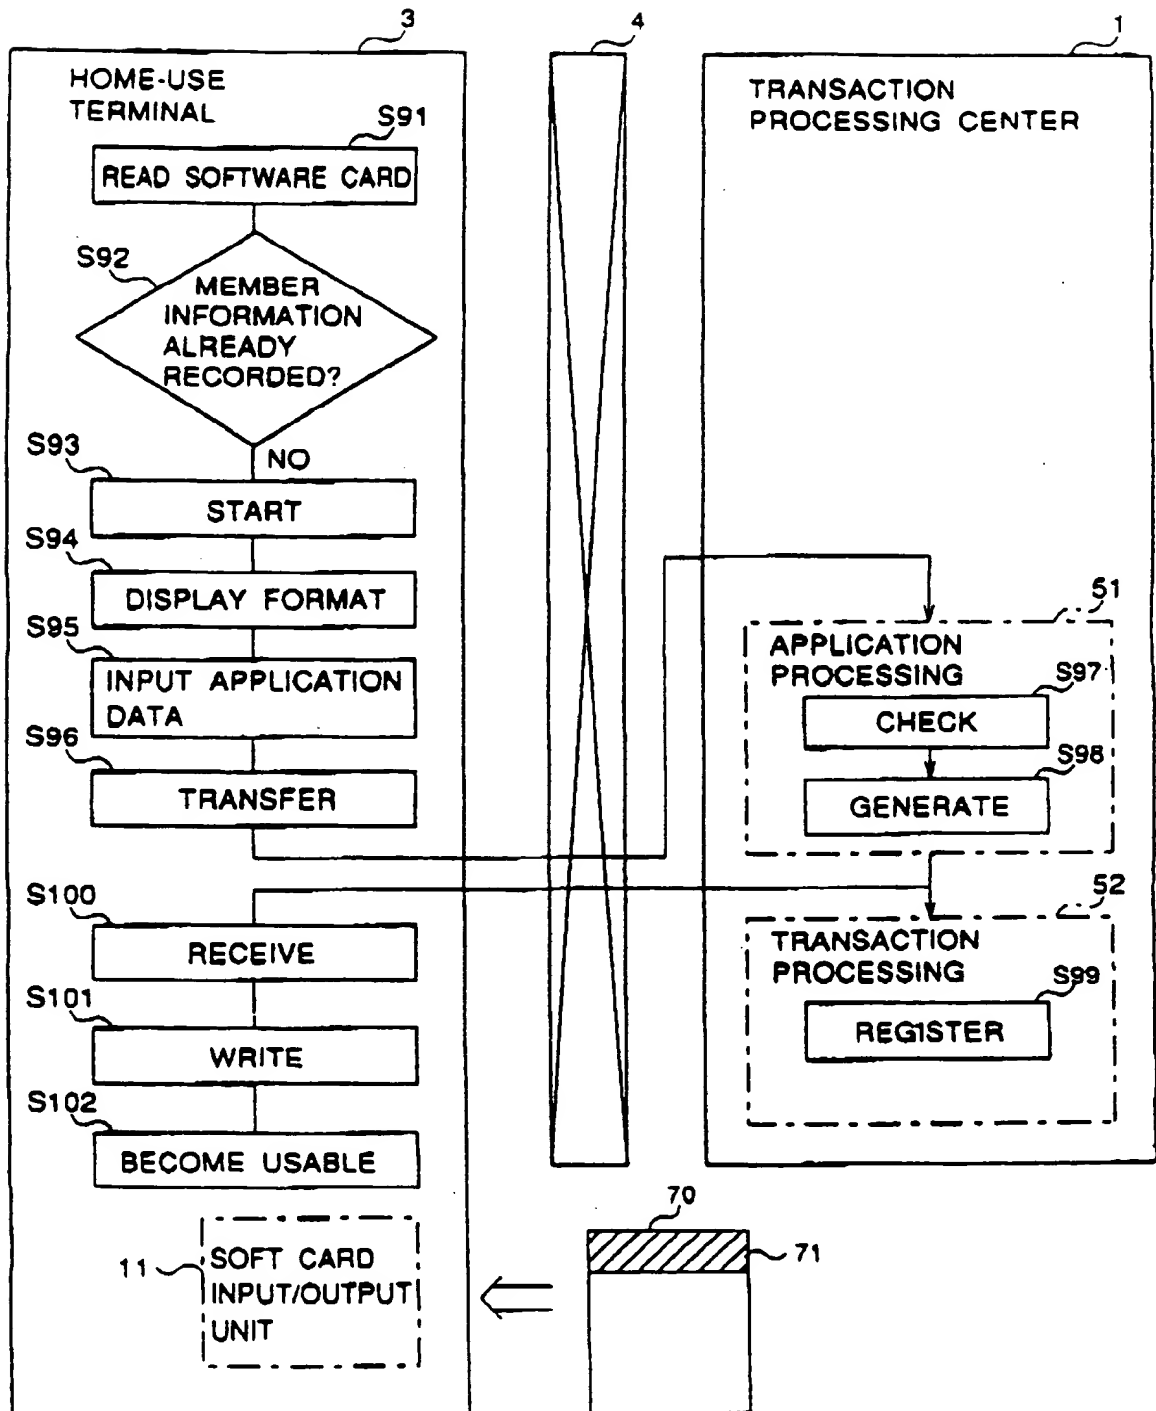 3
4
1
HOME-USE
TERMINAL
TRANSACTION
PROCESSING CENTER
S91
READ SOFTWARE CARD
S92
MEMBER
INFORMATION
ALREADY
RECORDED?
S93
NO
START
S94
DISPLAY FORMAT
S95
INPUT APPLICATION
DATA
S96
TRANSFER
51
APPLICATION
PROCESSING
S97
CHECK
S98
GENERATE
S100
RECEIVE
S101
WRITE
S102
BECOME USABLE
52
TRANSACTION
PROCESSING
S99
REGISTER
11
SOFT CARD
INPUT/OUTPUT
UNIT
70
71